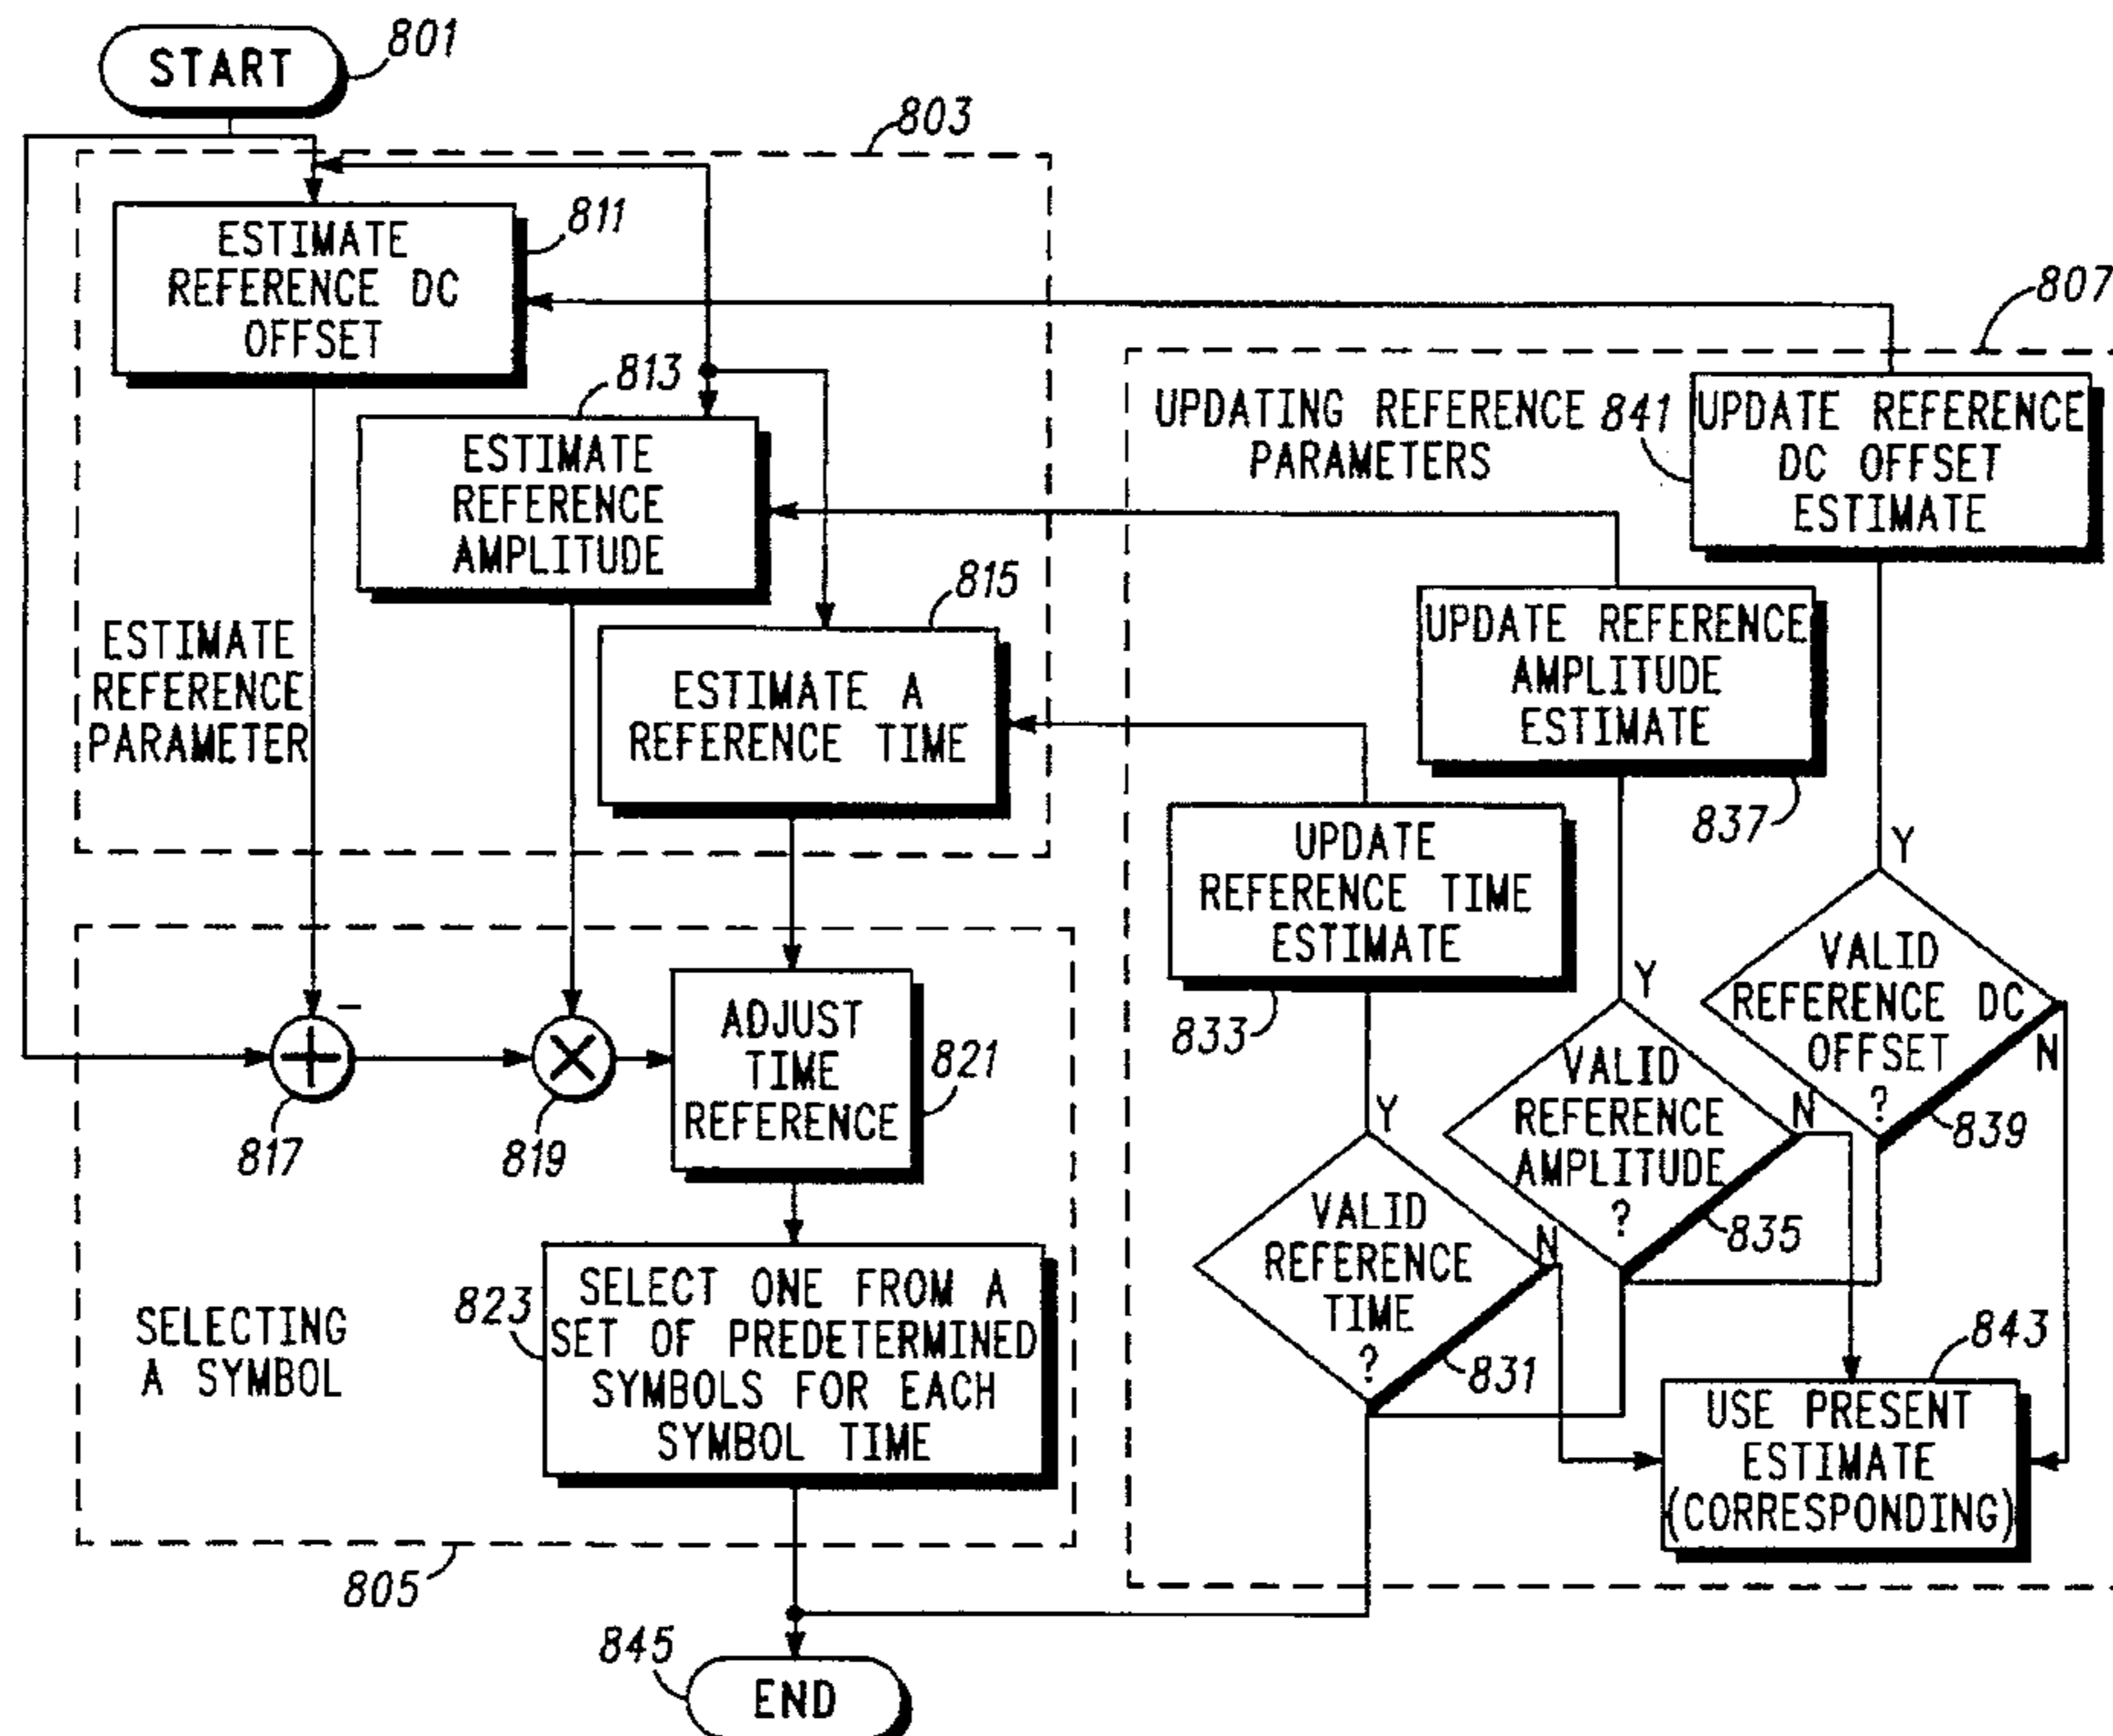 START
801
803
ESTIMATE
REFERENCE DC
OFFSET
811
807
813
ESTIMATE
REFERENCE
AMPLITUDE
UPDATING REFERENCE
PARAMETERS
841
UPDATE REFERENCE
DC OFFSET
ESTIMATE
815
ESTIMATE
REFERENCE
PARAMETER
ESTIMATE A
REFERENCE TIME
UPDATE REFERENCE
AMPLITUDE
ESTIMATE
837
UPDATE
REFERENCE TIME
ESTIMATE
833
Y
VALID
REFERENCE DC
OFFSET
?
N
839
Y
VALID
REFERENCE
AMPLITUDE
?
N
835
Y
VALID
REFERENCE
TIME
?
N
831
–
+
817
×
819
ADJUST
TIME
REFERENCE
821
823
SELECT ONE FROM A
SET OF PREDETERMINED
SYMBOLS FOR EACH
SYMBOL TIME
SELECTING
A SYMBOL
843
USE PRESENT
ESTIMATE
(CORRESPONDING)
805
845
END